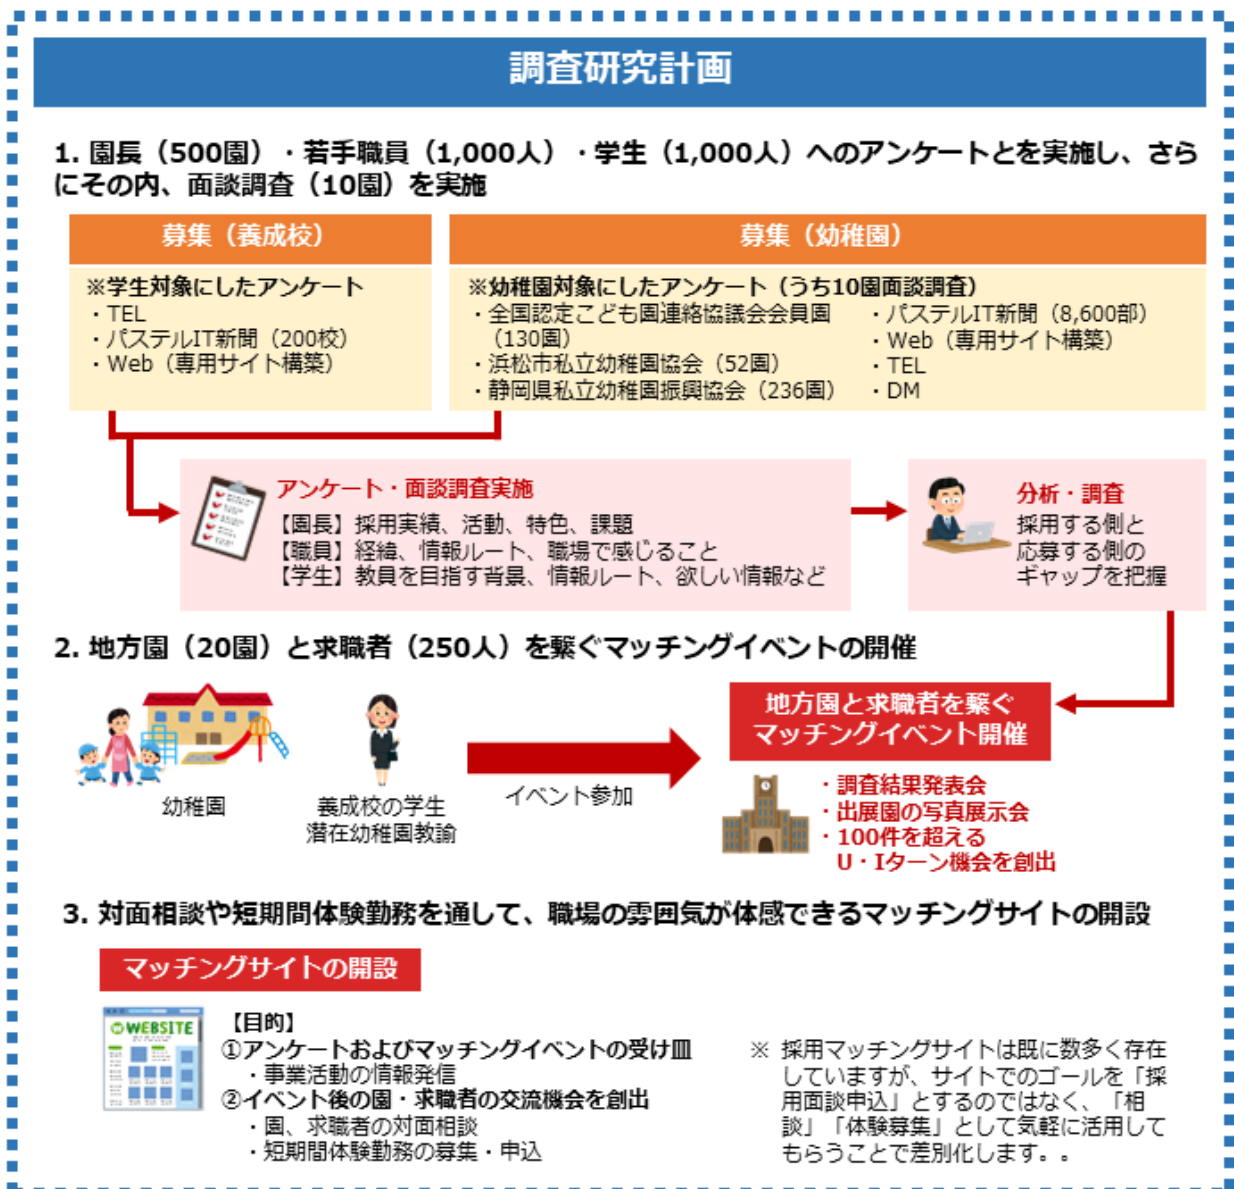 調査研究計画
1. 園長（500園）・若手職員（1,000人）・学生（1,000人）へのアンケートとを実施し、さら
にその内、面談調査（10園）を実施
募集（養成校）
※学生対象にしたアンケート
・TEL
・パステルIT新聞（200校）
・Web（専用サイト構築）
募集（幼稚園）
※幼稚園対象にしたアンケート（うち10園面談調査）
・全国認定こども園連絡協議会会員園
（130園）
・浜松市私立幼稚園協会（52園）
・静岡県私立幼稚園振興協会（236園）
・パステルIT新聞（8,600部）
・Web（専用サイト構築）
・TEL
・DM
アンケート・面談調査実施
【園長】採用実績、活動、特色、課題
【職員】経緯、情報ルート、職場で感じること
【学生】教員を目指す背景、情報ルート、欲しい情報など
分析・調査
採用する側と
応募する側の
ギャップを把握
2. 地方園（20園）と求職者（250人）を繋ぐマッチングイベントの開催
幼稚園
養成校の学生
潜在幼稚園教諭
イベント参加
地方園と求職者を繋ぐ
マッチングイベント開催
・調査結果発表会
・出展園の写真展示会
・100件を超える
U・Iターン機会を創出
3. 対面相談や短期間体験勤務を通して、職場の雰囲気が体感できるマッチングサイトの開設
マッチングサイトの開設
WEBSITE
【目的】
①アンケートおよびマッチングイベントの受け皿
・事業活動の情報発信
②イベント後の園・求職者の交流機会を創出
・園、求職者の対面相談
・短期間体験勤務の募集・申込
※ 採用マッチングサイトは既に数多く存在
していますが、サイトでのゴールを「採
用面談申込」とするのではなく、「相
談」「体験募集」として気軽に活用して
もらうことで差別化します。。